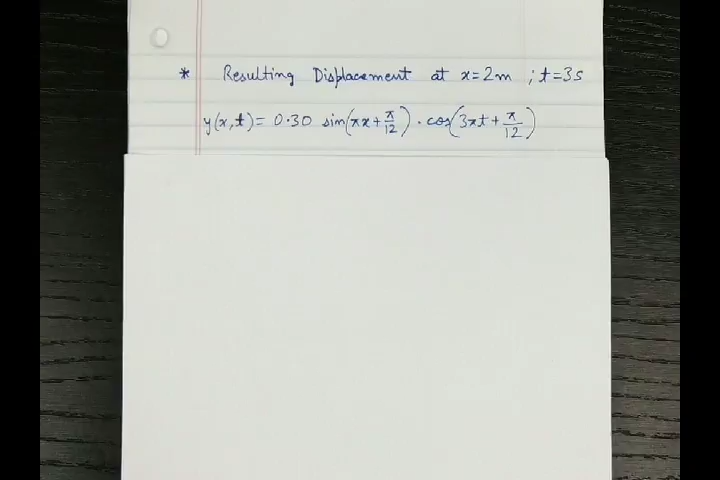 * Resulting Displacement at x=2m ; t=3s
y(x,t) = 0.30 sin(πx+π/12) · cos(3πt+π/12)